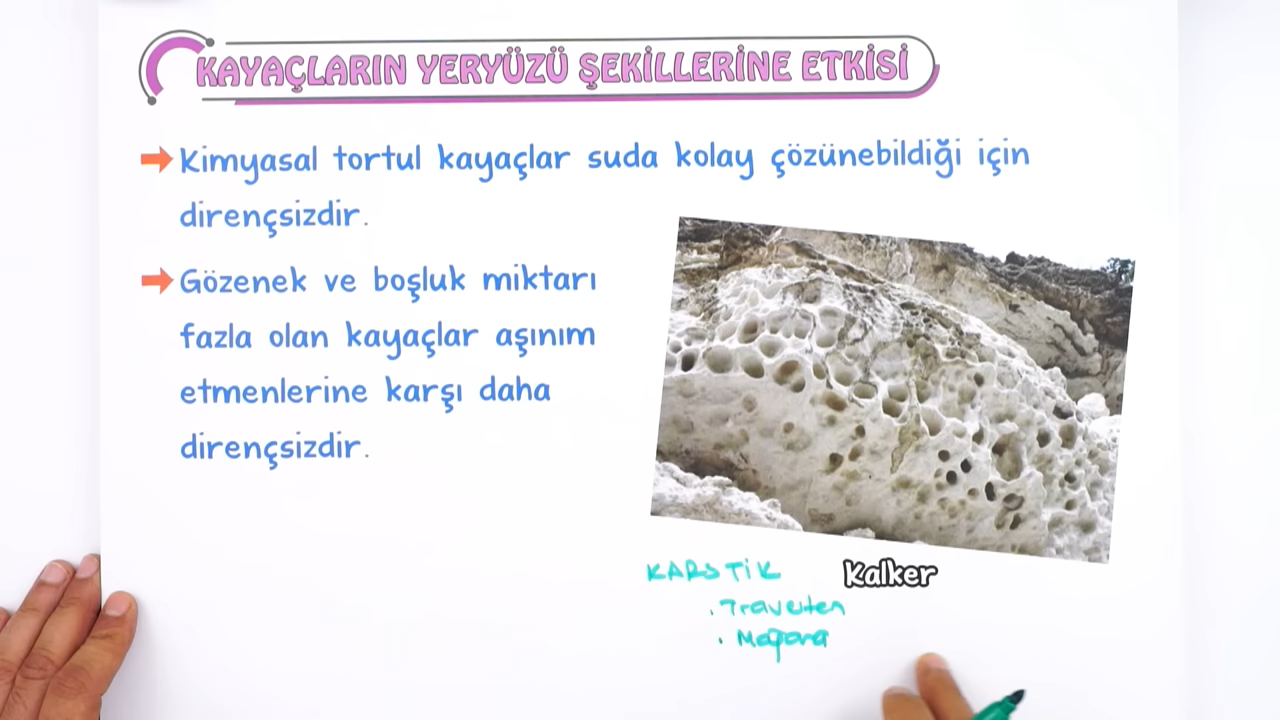 KAYAÇLARIN YERYÜZÜ ŞEKİLLERİNE ETKİSİ
Kimyasal tortul kayaçlar suda kolay çözünebildiği için
dirençsizdir.
Gözenek ve boşluk miktarı
fazla olan kayaçlar aşınım
etmenlerine karşı daha
dirençsizdir.
Kalker
KARSTİK
. Traverten
. Mağara